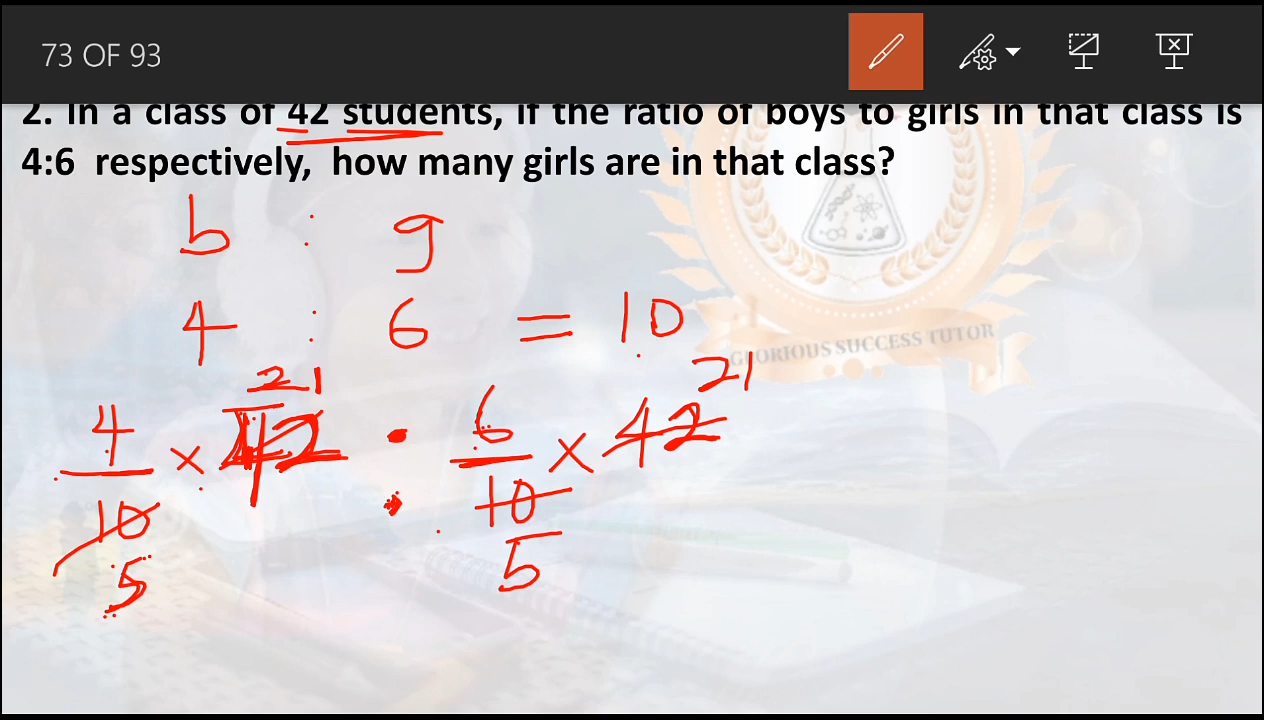 73 OF 93
2. In a class of 42 students, if the ratio of boys to girls in that class is
4:6 respectively, how many girls are in that class?
b : g
4 : 6 = 10
GLORIOUS SUCCESS TUTOR
21 21
4 × 42 : 6 × 42
10 10
5 5